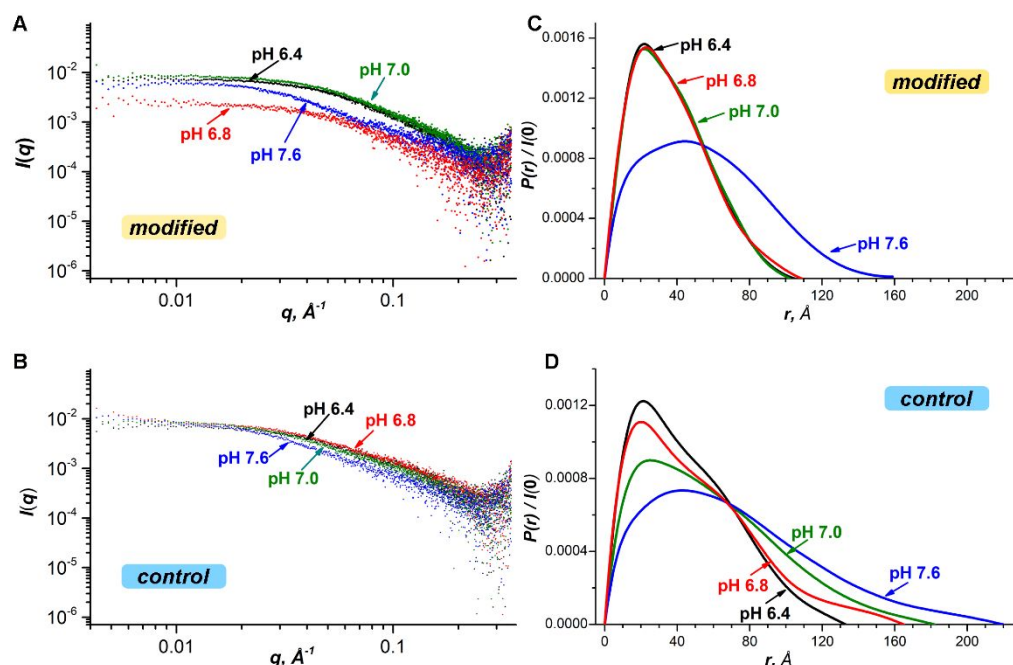 A
10⁻²
10⁻³
10⁻⁴
10⁻⁵
10⁻⁶
I(q)
pH 6.4
pH 7.0
pH 6.8
pH 7.6
modified
0.01
0.1
q, Å⁻¹
C
0.0016
0.0012
0.0008
0.0004
0.0000
P(r) / I(0)
pH 6.4
pH 6.8
pH 7.0
pH 7.6
modified
0
40
80
120
160
200
r, Å
B
10⁻²
10⁻³
10⁻⁴
10⁻⁵
10⁻⁶
I(q)
pH 6.4
pH 6.8
pH 7.6
pH 7.0
control
0.01
0.1
q, Å⁻¹
D
0.0012
0.0008
0.0004
0.0000
P(r) / I(0)
control
pH 7.0
pH 7.6
pH 6.8
pH 6.4
0
40
80
120
160
200
r, Å